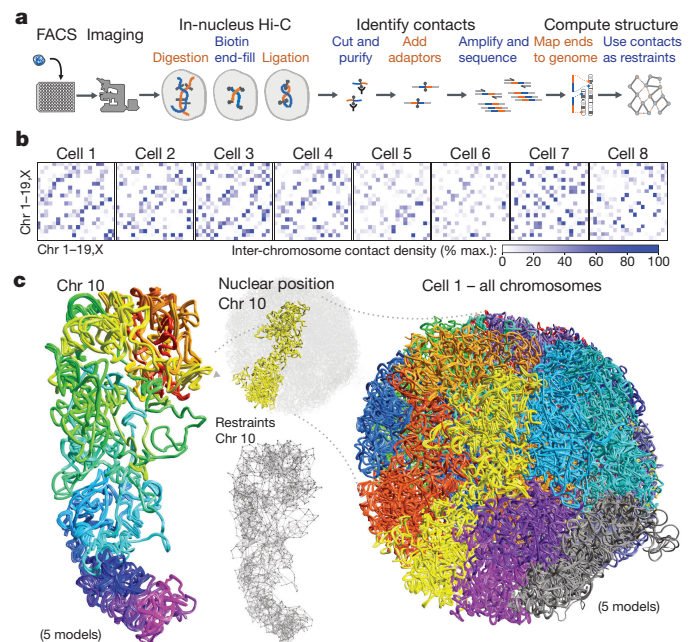 a
FACS
Imaging
In-nucleus Hi-C
Digestion
Biotin
end-fill
Ligation
Identify contacts
Cut and
purify
Add
adaptors
Amplify and
sequence
Compute structure
Map ends
to genome
Use contacts
as restraints
b
Cell 1
Cell 2
Cell 3
Cell 4
Cell 5
Cell 6
Cell 7
Cell 8
Chr 1–19,X
Chr 1–19,X
Inter-chromosome contact density (% max.):
0 20 40 60 80 100
c
Chr 10
(5 models)
Nuclear position
Chr 10
Restraints
Chr 10
Cell 1 – all chromosomes
(5 models)